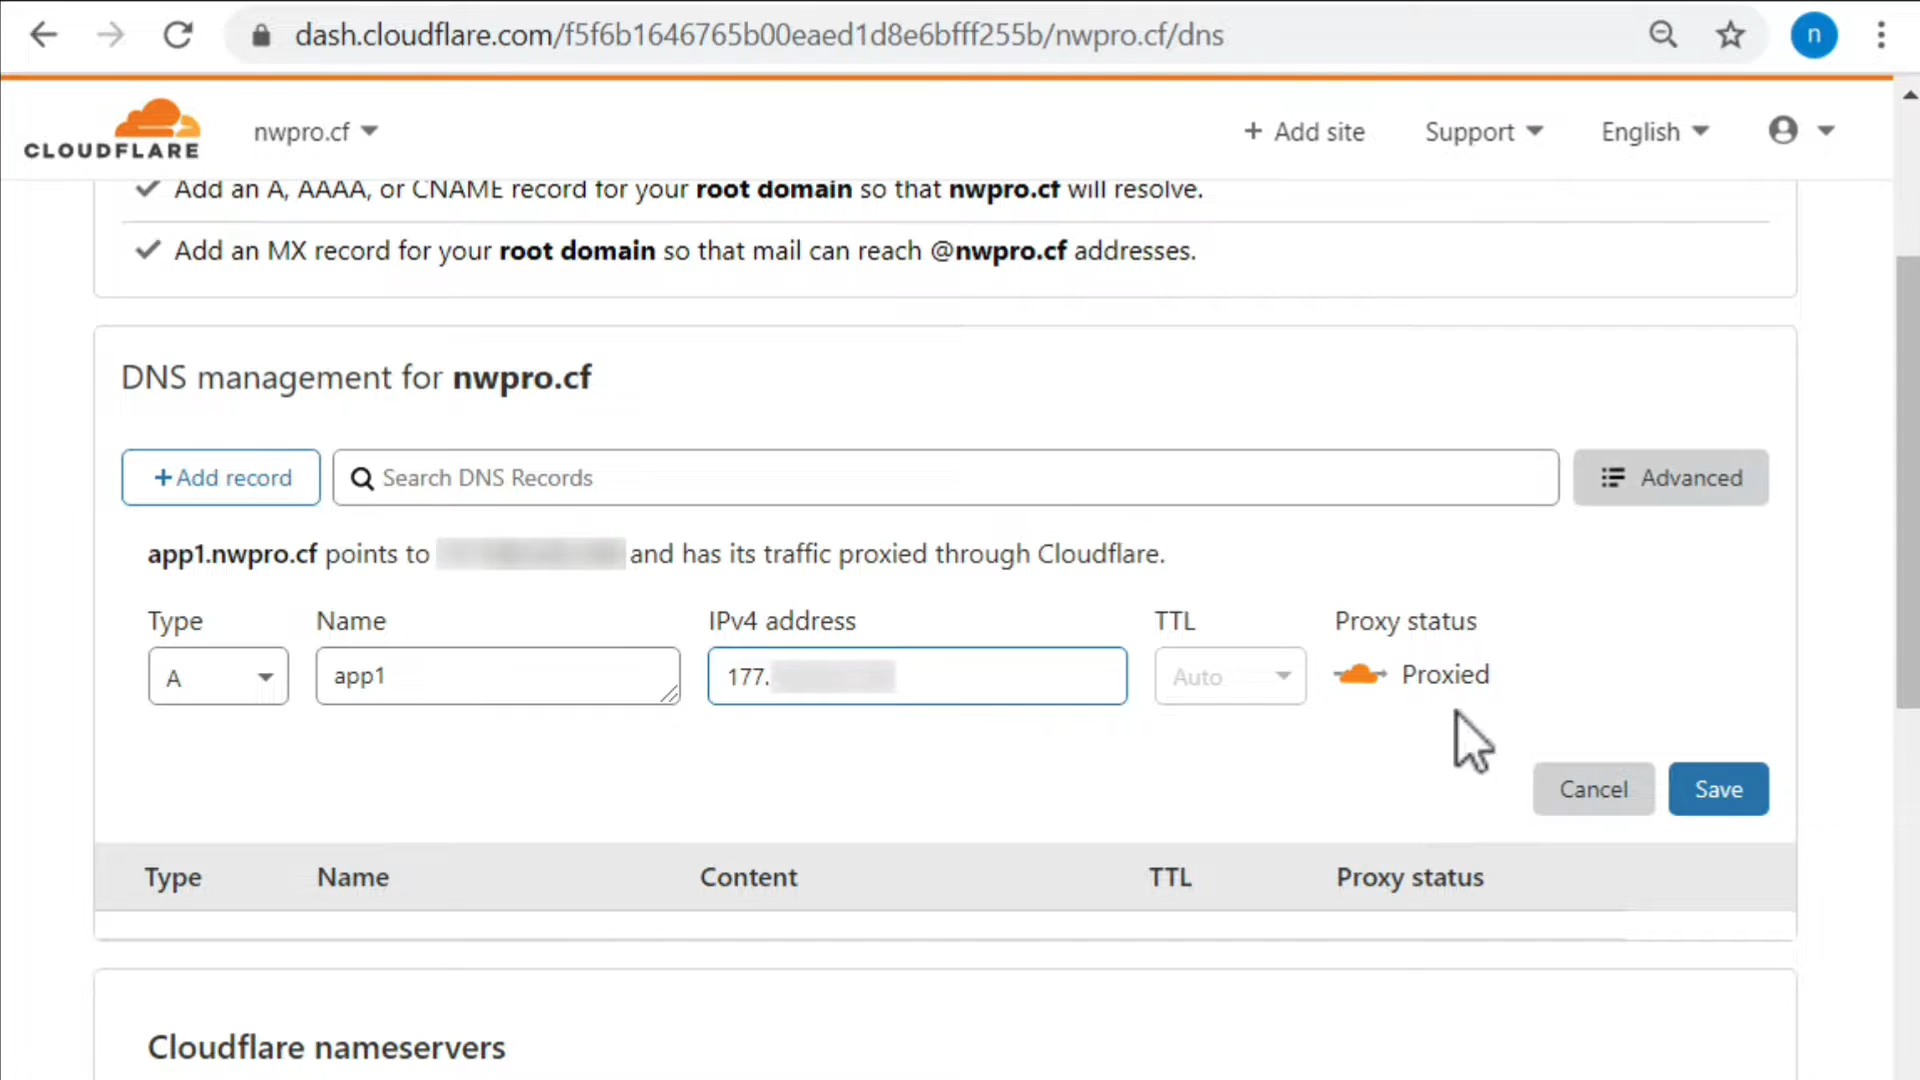 dash.cloudflare.com/f5f6b1646765b00eaed1d8e6bfff255b/nwpro.cf/dns
n
CLOUDFLARE
nwpro.cf
+ Add site
Support
English
Add an A, AAAA, or CNAME record for your root domain so that nwpro.cf will resolve.
Add an MX record for your root domain so that mail can reach @nwpro.cf addresses.
DNS management for nwpro.cf
+Add record
Search DNS Records
Advanced
app1.nwpro.cf points to and has its traffic proxied through Cloudflare.
Type Name IPv4 address TTL Proxy status
A app1 177. Auto Proxied
Cancel Save
Type Name Content TTL Proxy status
Cloudflare nameservers